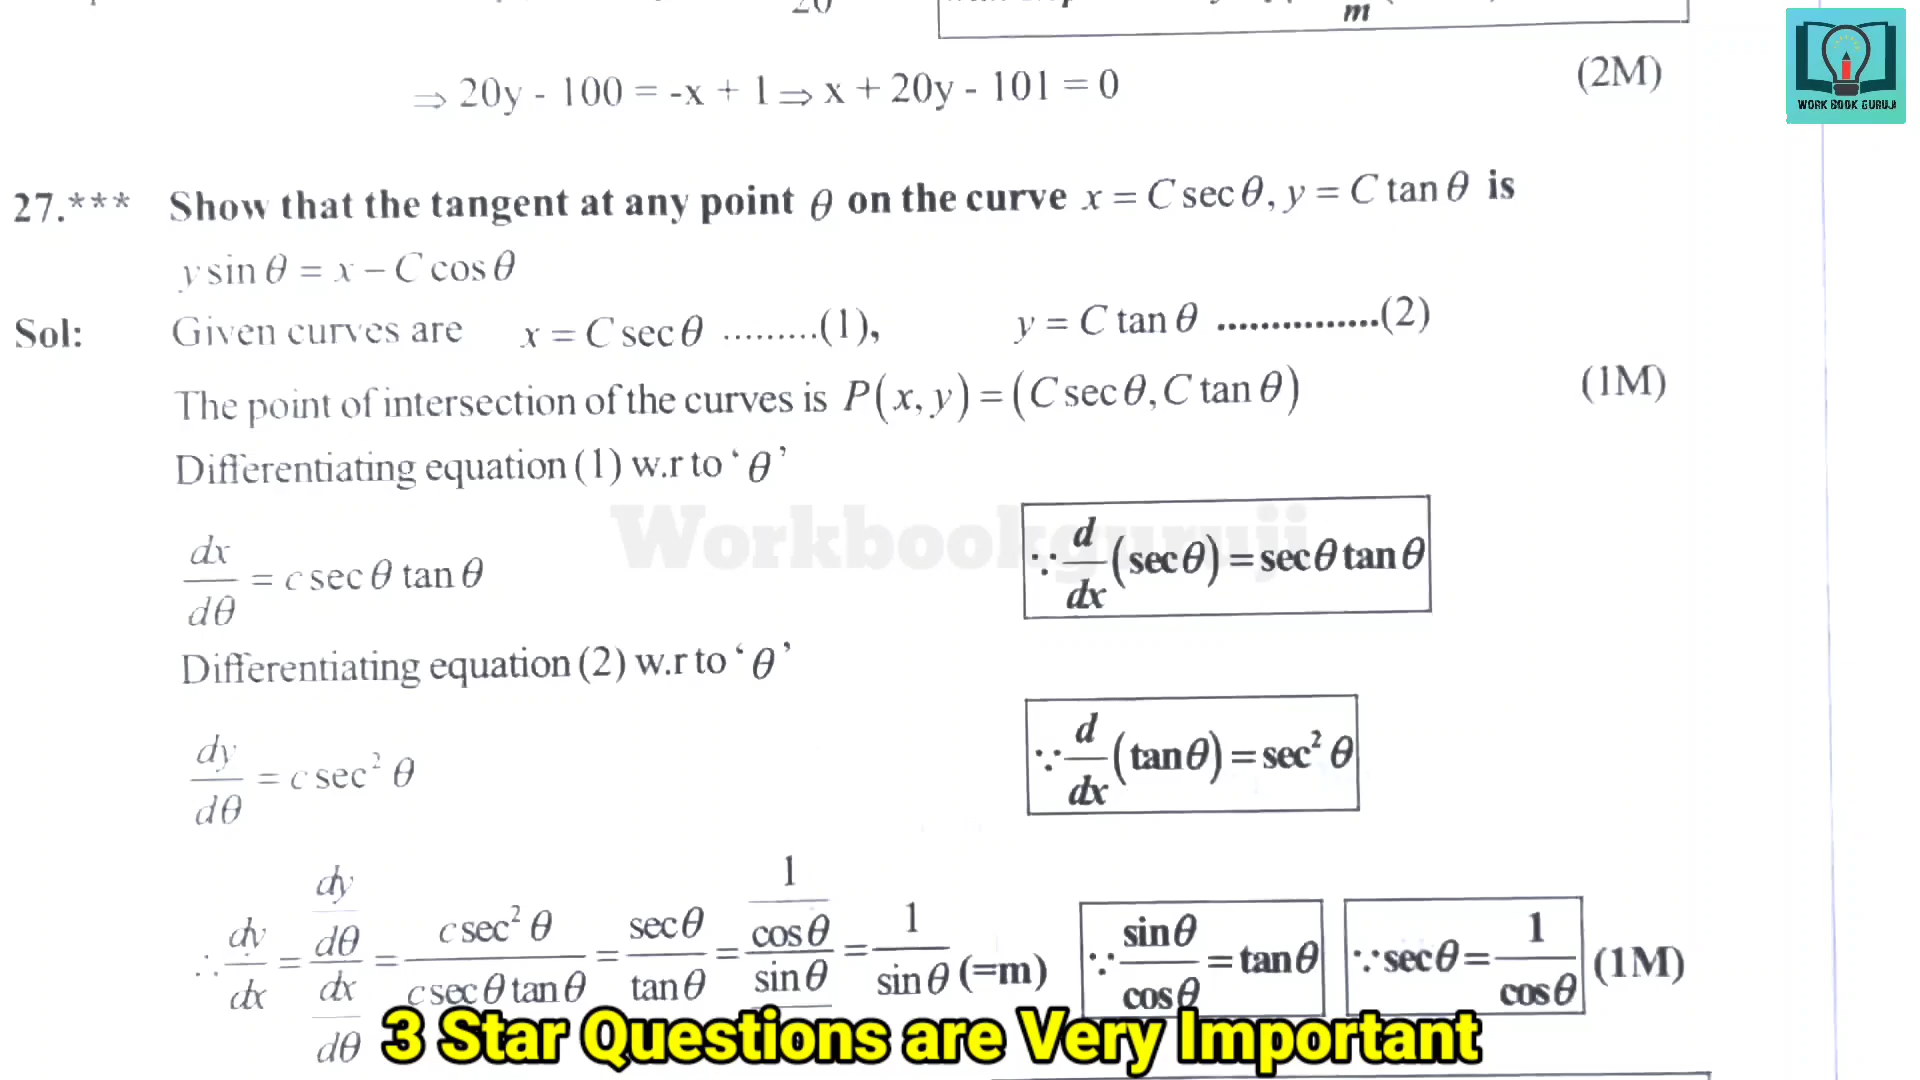 20
m
⇒ 20y - 100 = -x + 1 ⇒ x + 20y - 101 = 0 (2M)
WORK BOOK GURUJI
27.*** Show that the tangent at any point θ on the curve x = C sec θ, y = C tan θ is
y sin θ = x − C cos θ
Sol: Given curves are x = C sec θ .........(1), y = C tan θ ...............(2)
The point of intersection of the curves is P(x, y) = (C sec θ, C tan θ) (1M)
Differentiating equation (1) w.r to ‘θ’
dx/dθ = c sec θ tan θ ∵ d/dx (sec θ) = sec θ tan θ
Workbookguruji
Differentiating equation (2) w.r to ‘θ’
dy/dθ = c sec² θ ∵ d/dx (tan θ) = sec² θ
∴ dy/dx = (dy/dθ)/(dx/dθ) = c sec² θ/c sec θ tan θ = sec θ/tan θ = (1/cos θ)/(sin θ/) = 1/sin θ (=m) ∵ sin θ/cos θ = tan θ ∵ sec θ = 1/cos θ (1M)
3 Star Questions are Very Important